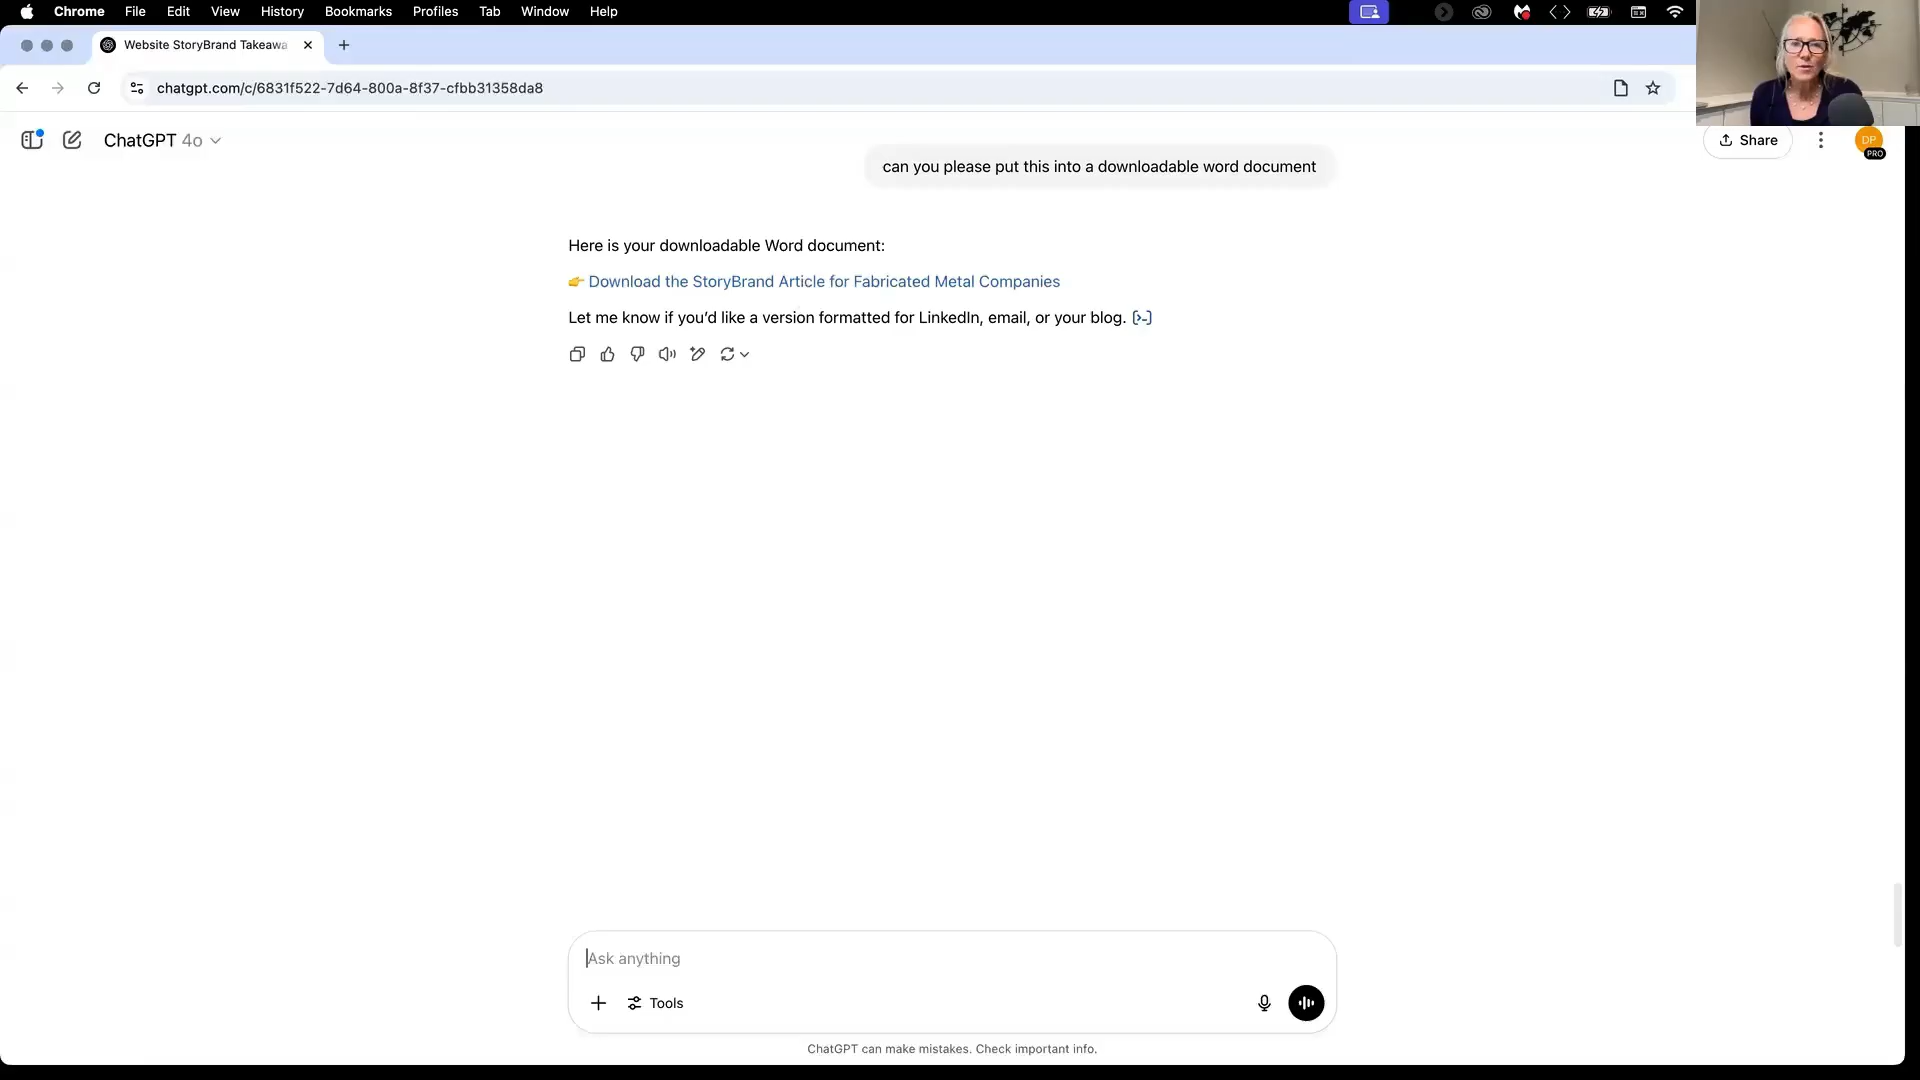 Chrome File Edit View History Bookmarks Profiles Tab Window Help
Website StoryBrand Takeawa
chatgpt.com/c/6831f522-7d64-800a-8f37-cfbb31358da8
ChatGPT 4o
Share
DP
PRO
can you please put this into a downloadable word document
Here is your downloadable Word document:
👉 Download the StoryBrand Article for Fabricated Metal Companies
Let me know if you’d like a version formatted for LinkedIn, email, or your blog. [>-]
Ask anything
Tools
ChatGPT can make mistakes. Check important info.